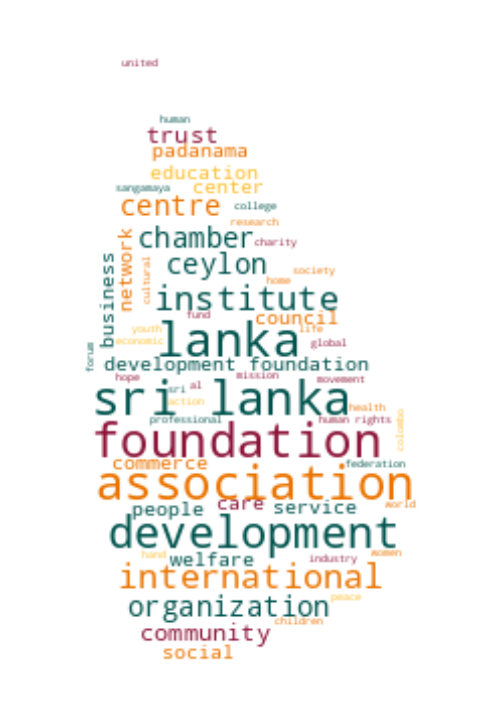 united
human
trust
padanama
education
sangamaya center
centre college
research
chamber charity
network
business
cultural
ceylon
society
home
institute
fund council
youth life
lanka
economic global
forum
development foundation
hope mission movement
sri al
sri lanka
action health
professional human rights
colombo
foundation
commerce federation
association
people care service world
development
hand welfare industry women
international
organization peace
children
community
social